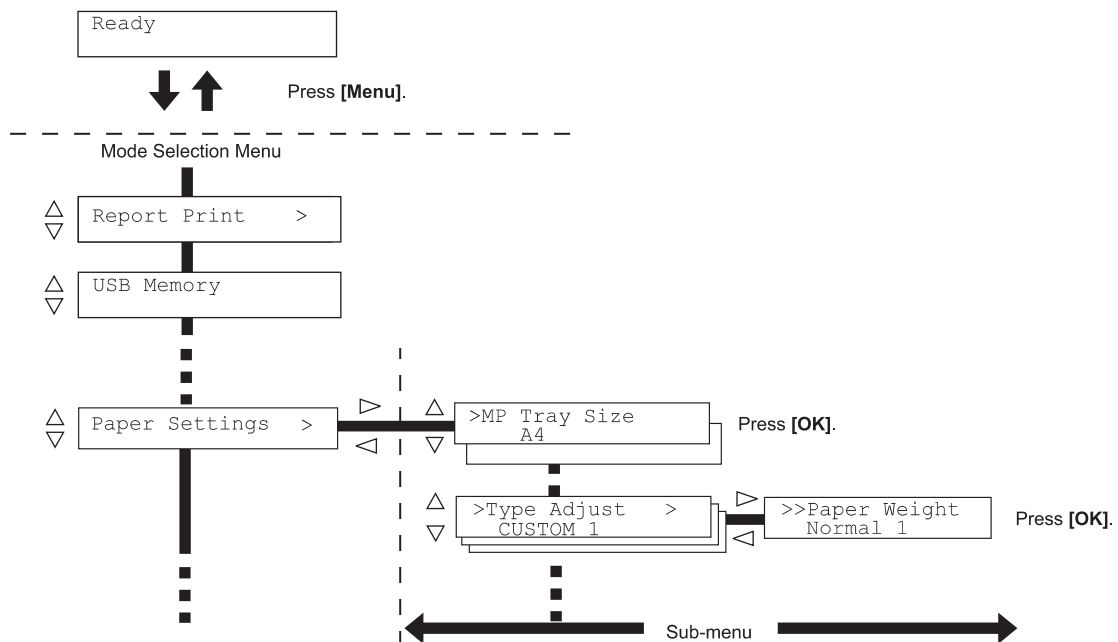 Ready
Press [Menu].
Mode Selection Menu
Report Print >
USB Memory
Paper Settings >
>MP Tray Size
A4
Press [OK].
>Type Adjust >
CUSTOM 1
>>Paper Weight
Normal 1
Press [OK].
Sub-menu